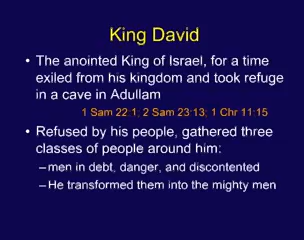 King David
• The anointed King of Israel, for a time
exiled from his kingdom and took refuge
in a cave in Adullam
1 Sam 22:1; 2 Sam 23:13; 1 Chr 11:15
• Refused by his people, gathered three
classes of people around him:
–men in debt, danger, and discontented
–He transformed them into the mighty men